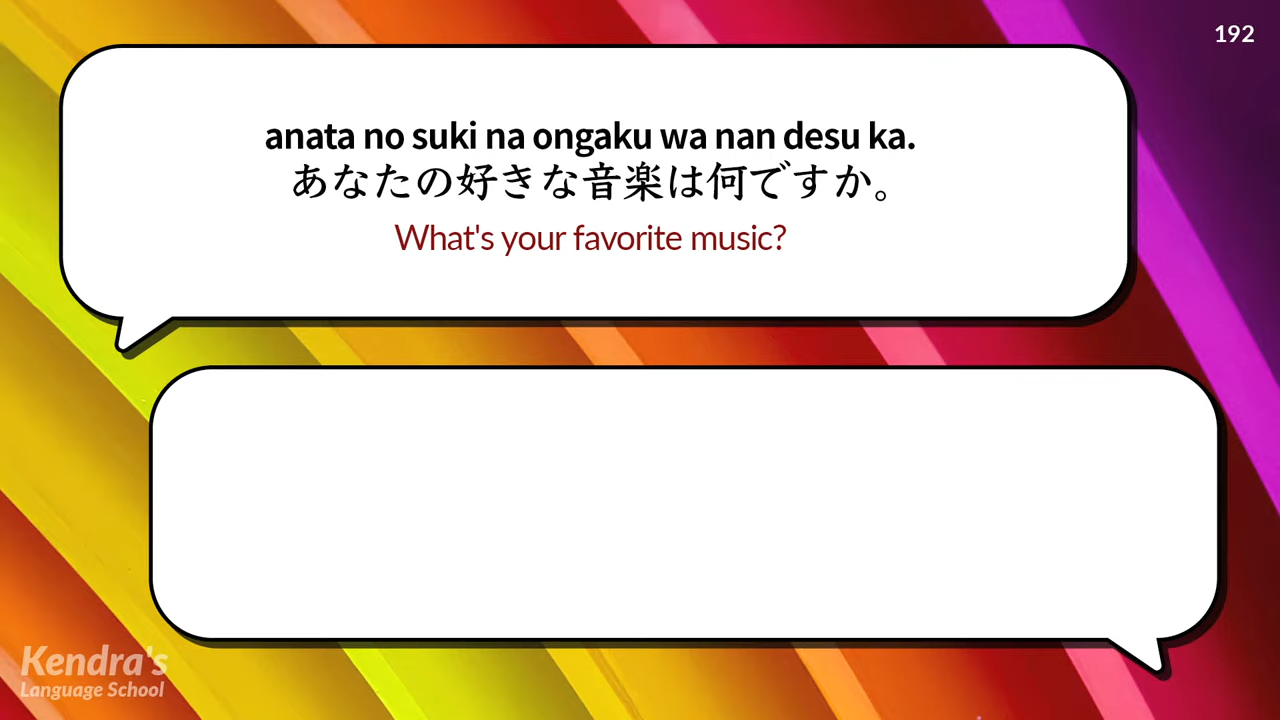 192
anata no suki na ongaku wa nan desu ka.
あなたの好きな音楽は何ですか。
What's your favorite music?
Kendra's
Language School